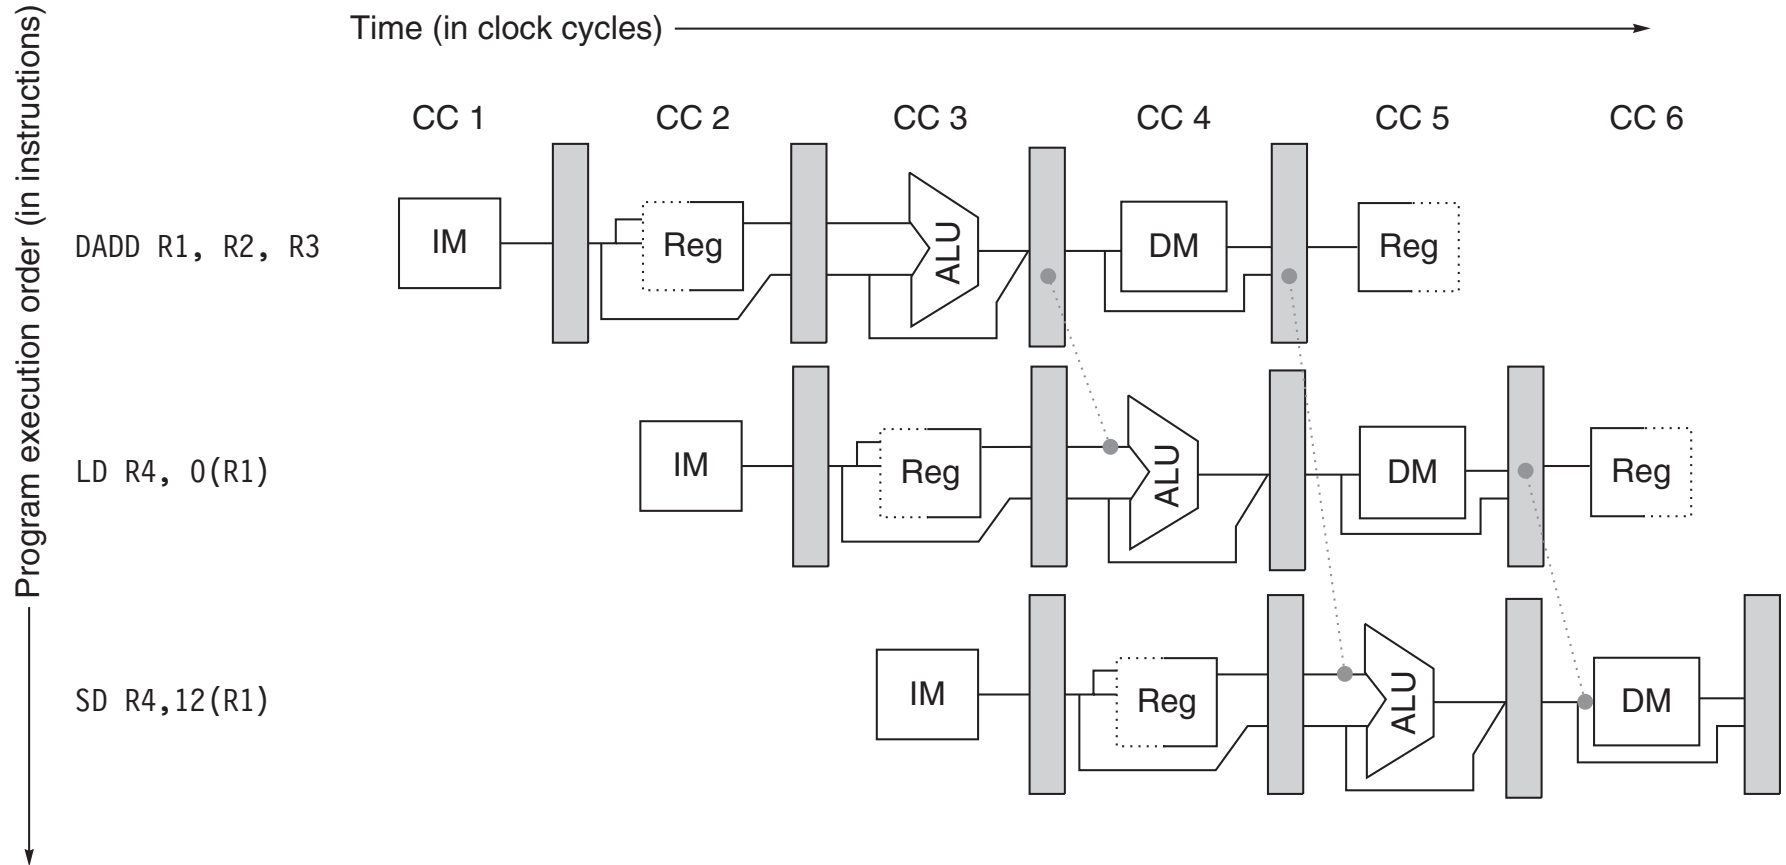 Time (in clock cycles)
Program execution order (in instructions)
CC 1 CC 2 CC 3 CC 4 CC 5 CC 6
DADD R1, R2, R3 IM Reg ALU DM Reg
LD R4, 0(R1) IM Reg ALU DM Reg
SD R4,12(R1) IM Reg ALU DM